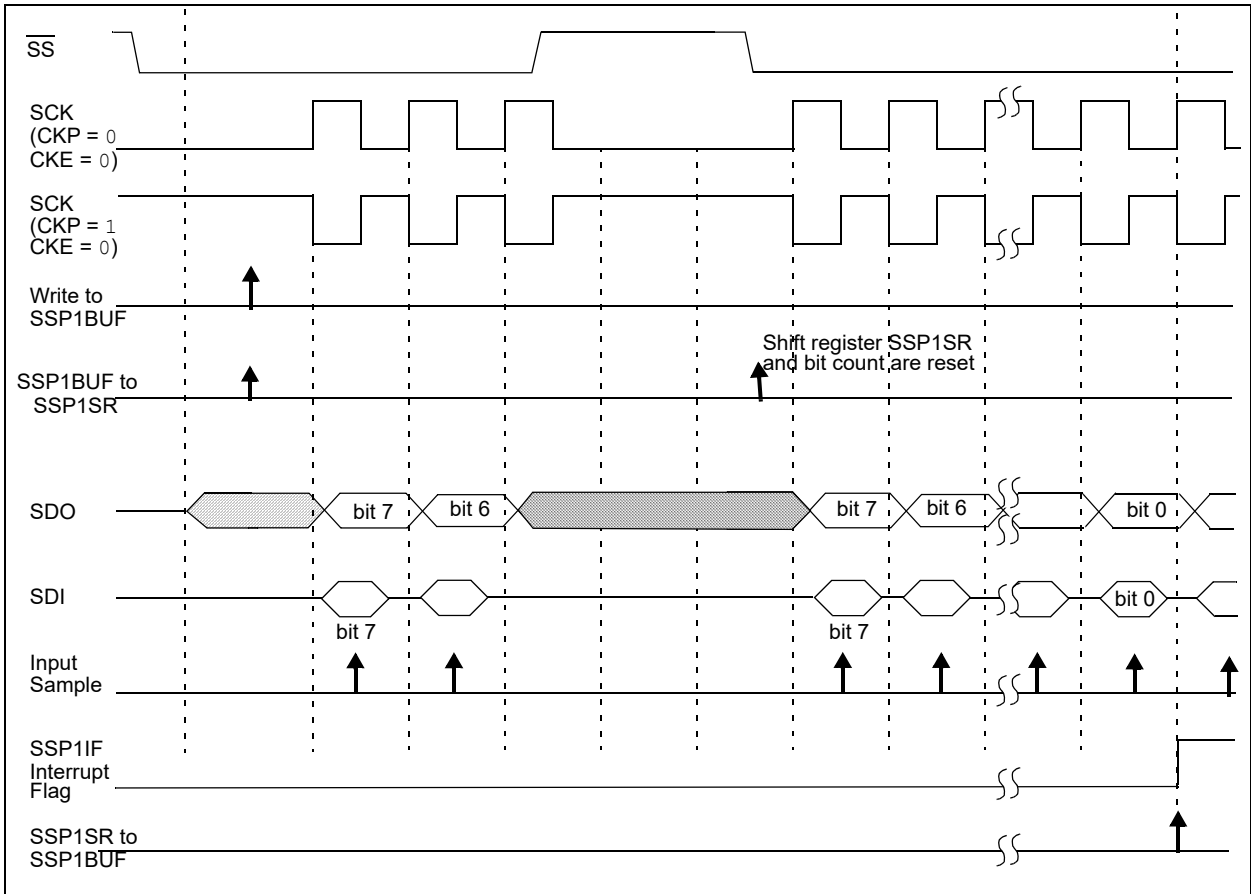 SS
SCK
(CKP = 0
CKE = 0)
SCK
(CKP = 1
CKE = 0)
Write to
SSP1BUF
Shift register SSP1SR
and bit count are reset
SSP1BUF to
SSP1SR
SDO
bit 7
bit 6
bit 7
bit 6
bit 0
SDI
bit 0
bit 7
bit 7
Input
Sample
SSP1IF
Interrupt
Flag
SSP1SR to
SSP1BUF